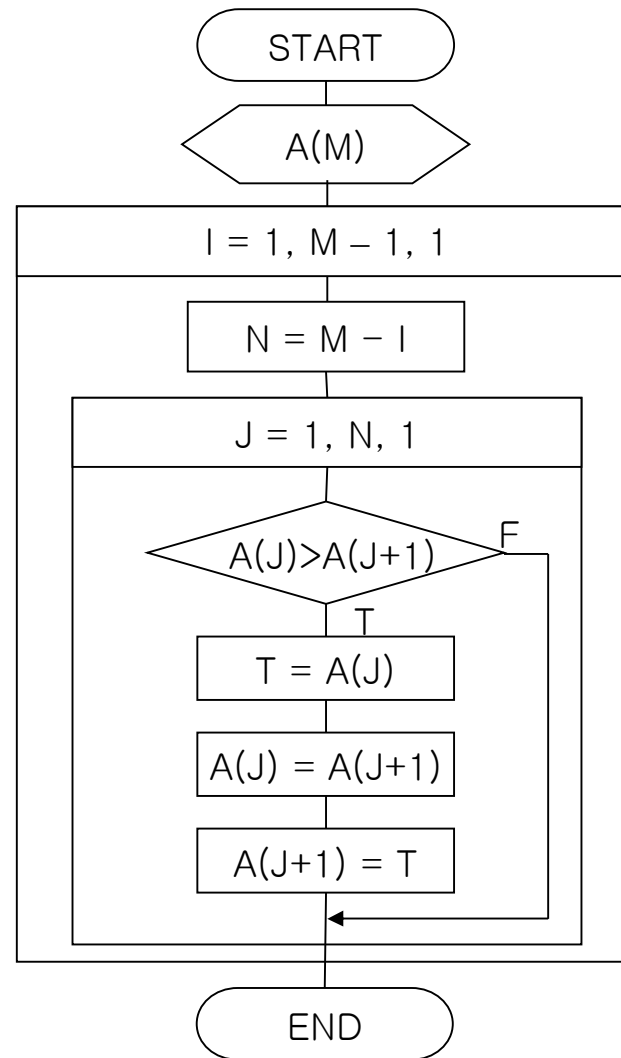 START
A(M)
I = 1, M – 1, 1
N = M – I
J = 1, N, 1
A(J)>A(J+1)
F
T
T = A(J)
A(J) = A(J+1)
A(J+1) = T
END